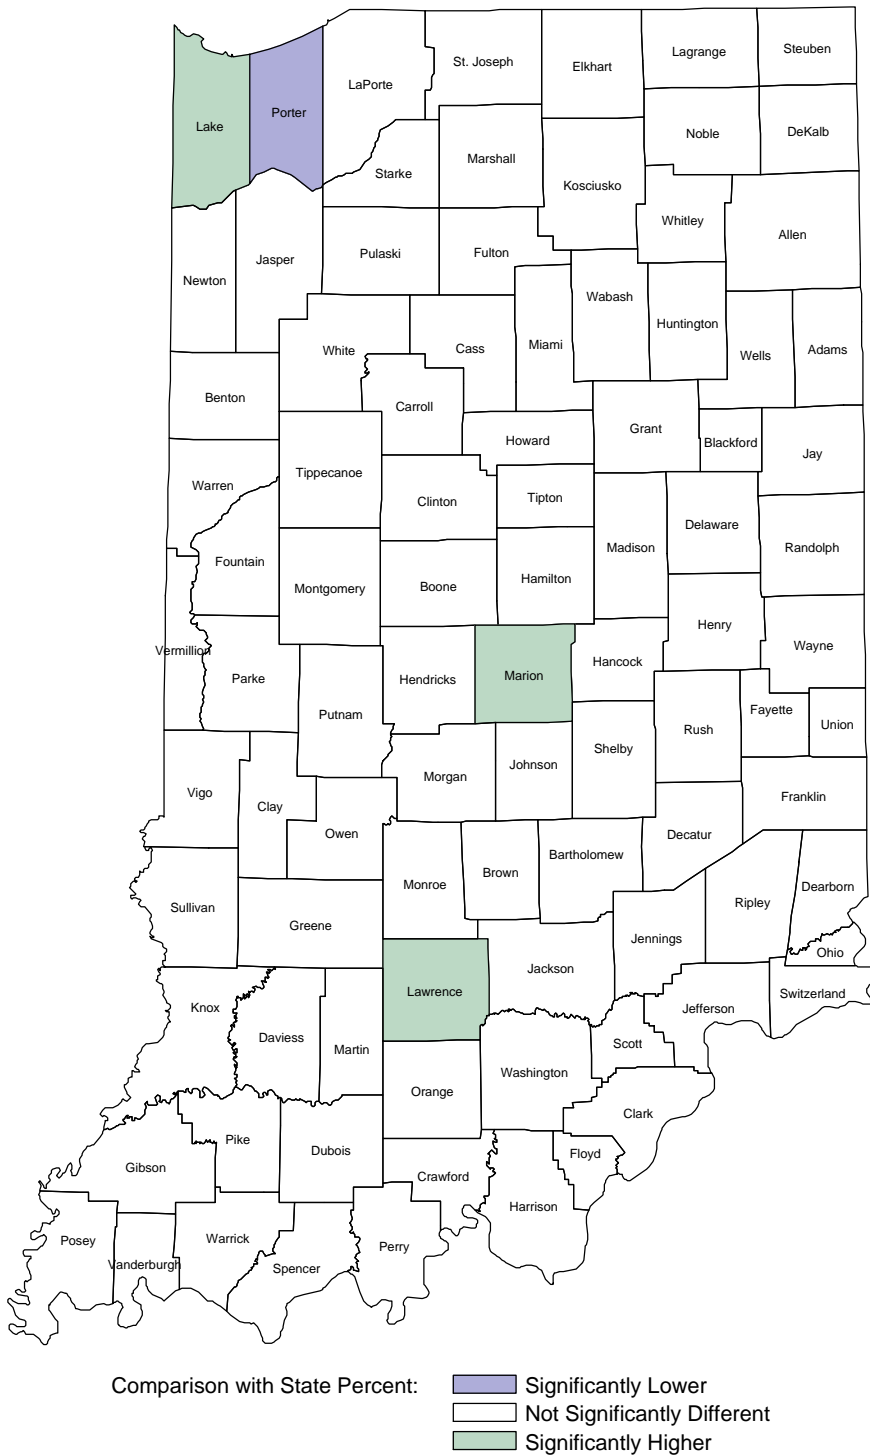 Steuben
Lagrange
St. Joseph
Elkhart
LaPorte
Porter
Lake
Noble
DeKalb
Marshall
Starke
Kosciusko
Whitley
Allen
Pulaski
Fulton
Jasper
Newton
Wabash
Huntington
Miami
White
Cass
Wells
Adams
Benton
Carroll
Grant
Howard
Blackford
Jay
Tippecanoe
Warren
Clinton
Tipton
Delaware
Madison
Randolph
Fountain
Hamilton
Boone
Montgomery
Henry
Wayne
Vermillion
Hancock
Marion
Hendricks
Parke
Putnam
Fayette
Union
Rush
Shelby
Johnson
Morgan
Vigo
Franklin
Clay
Owen
Decatur
Bartholomew
Brown
Monroe
Dearborn
Ripley
Sullivan
Greene
Jennings
Ohio
Jackson
Lawrence
Switzerland
Knox
Jefferson
Daviess
Martin
Scott
Washington
Orange
Clark
Pike
Dubois
Floyd
Gibson
Crawford
Harrison
Posey
Warrick
Perry
Vanderburgh
Spencer
Comparison with State Percent:
Significantly Lower
Not Significantly Different
Significantly Higher